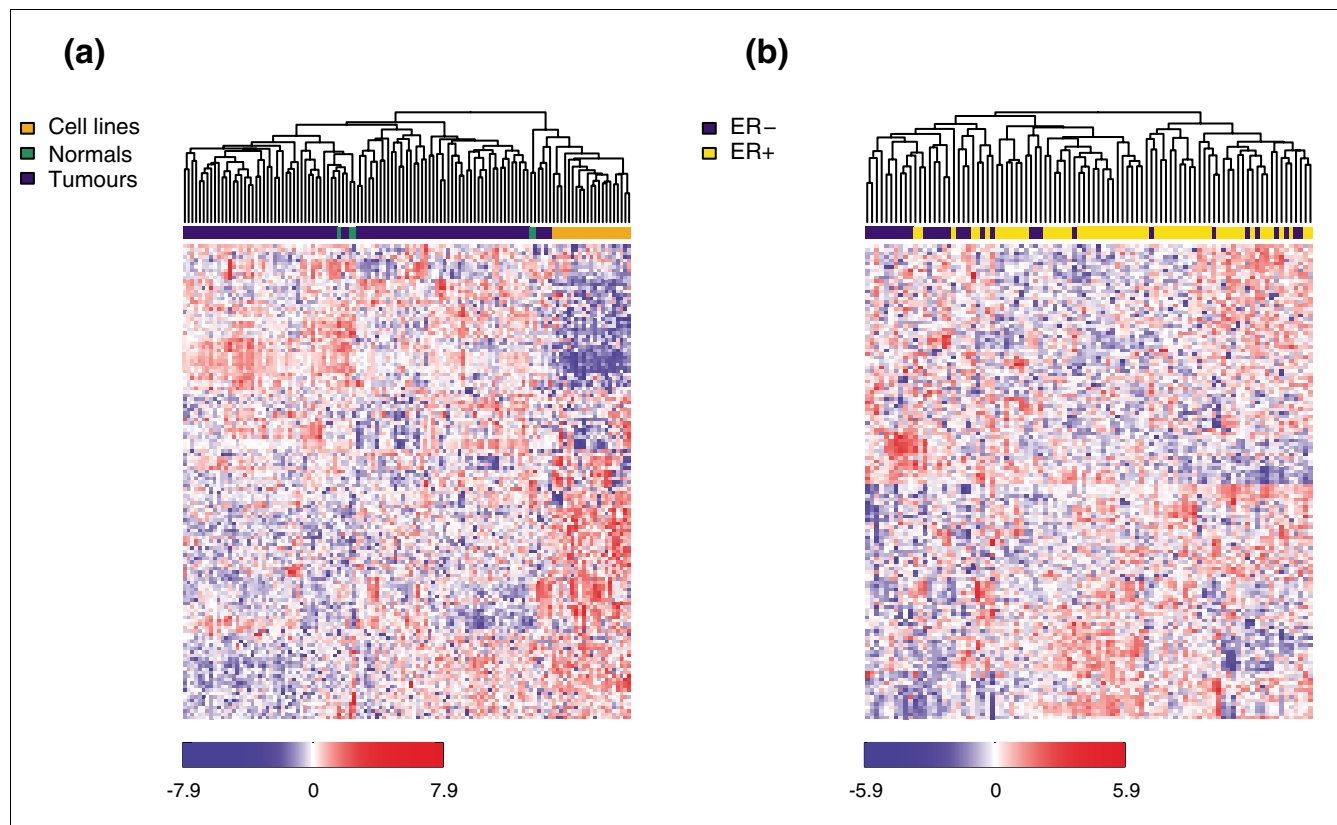 (a)
Cell lines
Normals
Tumours
-7.9 0 7.9
(b)
ER−
ER+
-5.9 0 5.9